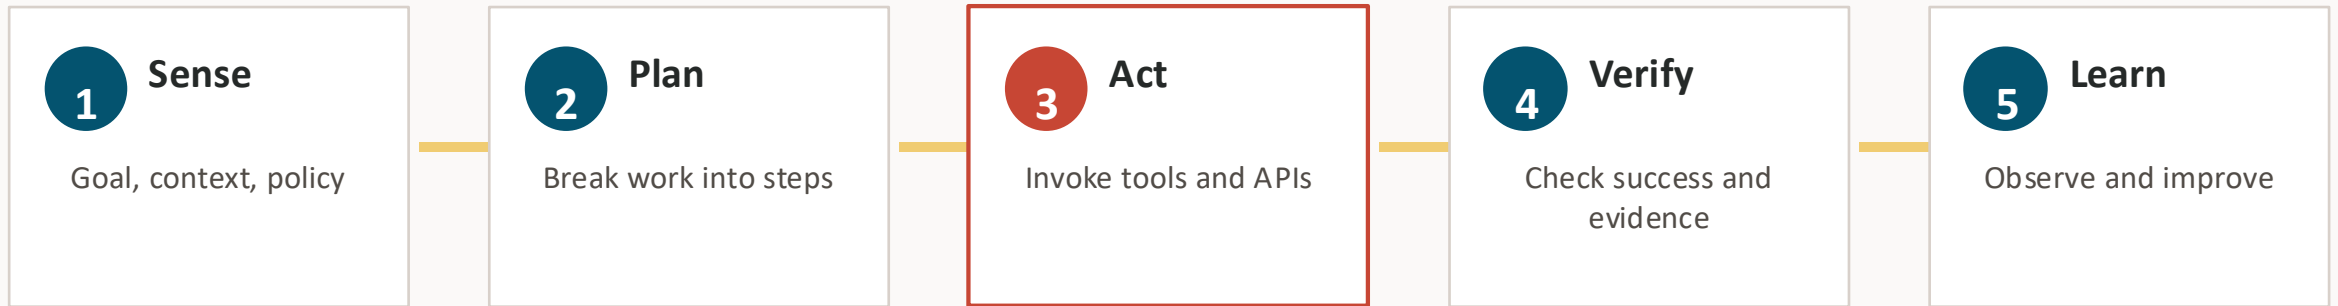 1
Sense
Goal, context, policy
2
Plan
Break work into steps
3
Act
Invoke tools and APIs
4
Verify
Check success and
evidence
5
Learn
Observe and improve